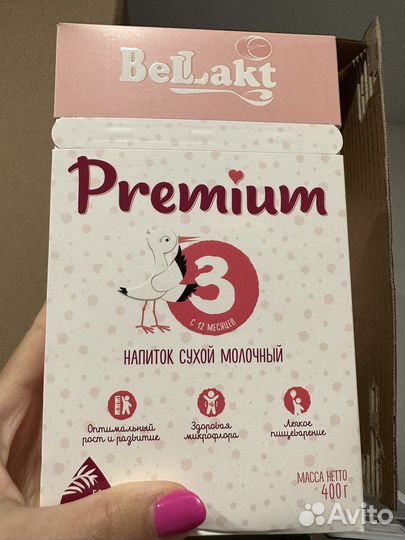 BeLLakt
Premium
3
С 12 МЕСЯЦЕВ
НАПИТОК СУХОЙ МОЛОЧНЫЙ
Оптимальный
рост и развитие
Здоровая
микрофлора
Легкое
пищеварение
МАССА НЕТТО
400 г
Avito